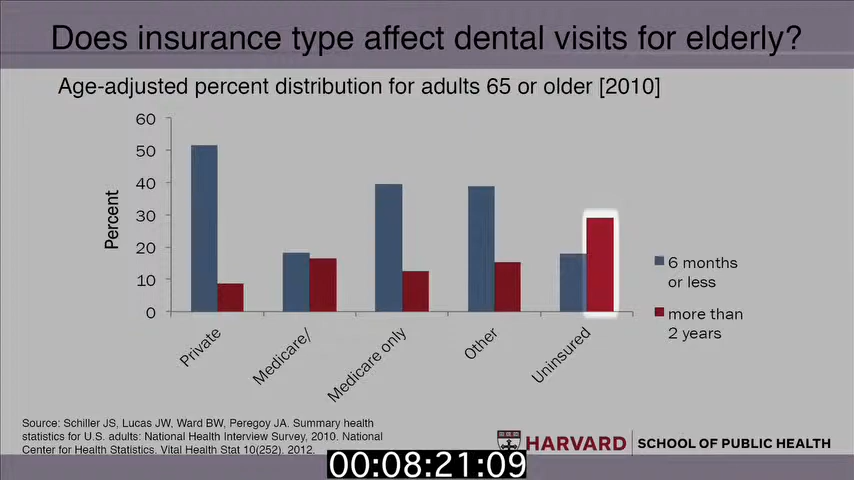 Does insurance type affect dental visits for elderly?
Age-adjusted percent distribution for adults 65 or older [2010]
60
50
40
30
20
10
0
Percent
Private
Medicare/
Medicare only
Other
Uninsured
6 months
or less
more than
2 years
Source: Schiller JS, Lucas JW, Ward BW, Peregoy JA. Summary health
statistics for U.S. adults: National Health Interview Survey, 2010. National
Center for Health Statistics. Vital Health Stat 10(252). 2012.
HARVARD SCHOOL OF PUBLIC HEALTH
00:08:21:09